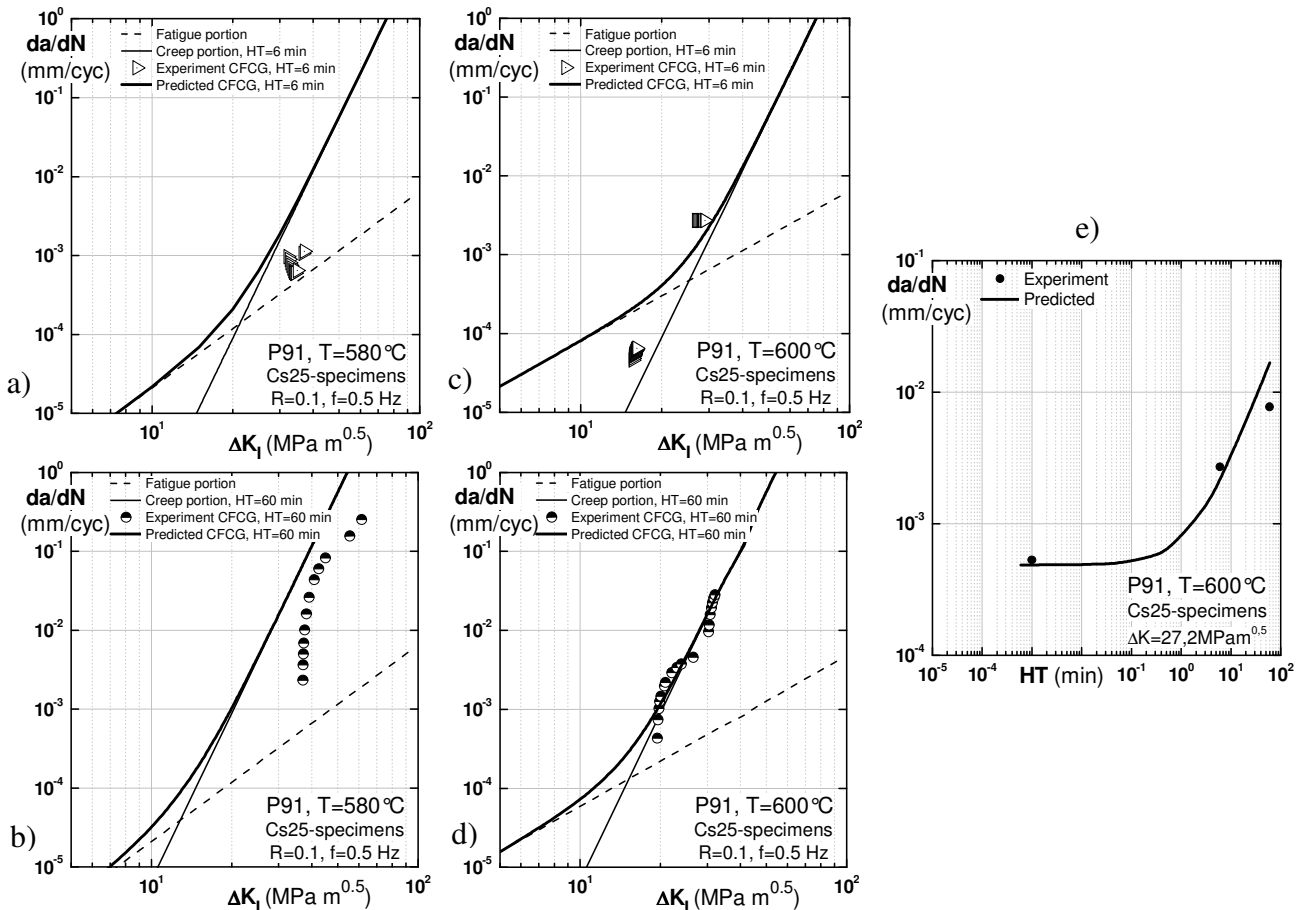 10⁰
da/dN
(mm/cyc)
Fatigue portion
Creep portion, HT=6 min
Experiment CFCG, HT=6 min
Predicted CFCG, HT=6 min
10⁻¹
10⁻²
10⁻³
10⁻⁴
10⁻⁵
P91, T=580°C
Cs25-specimens
R=0.1, f=0.5 Hz
a)
10¹
ΔK_I (MPa m^0.5)
10²
10⁰
da/dN
(mm/cyc)
Fatigue portion
Creep portion, HT=6 min
Experiment CFCG, HT=6 min
Predicted CFCG, HT=6 min
10⁻¹
10⁻²
10⁻³
10⁻⁴
10⁻⁵
P91, T=600°C
Cs25-specimens
R=0.1, f=0.5 Hz
c)
10¹
ΔK_I (MPa m^0.5)
10²
10⁰
da/dN
(mm/cyc)
Fatigue portion
Creep portion, HT=60 min
Experiment CFCG, HT=60 min
Predicted CFCG, HT=60 min
10⁻¹
10⁻²
10⁻³
10⁻⁴
10⁻⁵
P91, T=580°C
Cs25-specimens
R=0.1, f=0.5 Hz
b)
10¹
ΔK_I (MPa m^0.5)
10²
10⁰
da/dN
(mm/cyc)
Fatigue portion
Creep portion, HT=60 min
Experiment CFCG, HT=60 min
Predicted CFCG, HT=60 min
10⁻¹
10⁻²
10⁻³
10⁻⁴
10⁻⁵
P91, T=600°C
Cs25-specimens
R=0.1, f=0.5 Hz
d)
10¹
ΔK_I (MPa m^0.5)
10²
e)
10⁻¹
da/dN
(mm/cyc)
Experiment
Predicted
10⁻²
10⁻³
10⁻⁴
P91, T=600°C
Cs25-specimens
ΔK=27,2MPam^0,5
10⁻⁵
10⁻⁴
HT (min)
10⁻¹
10⁰
10¹
10²